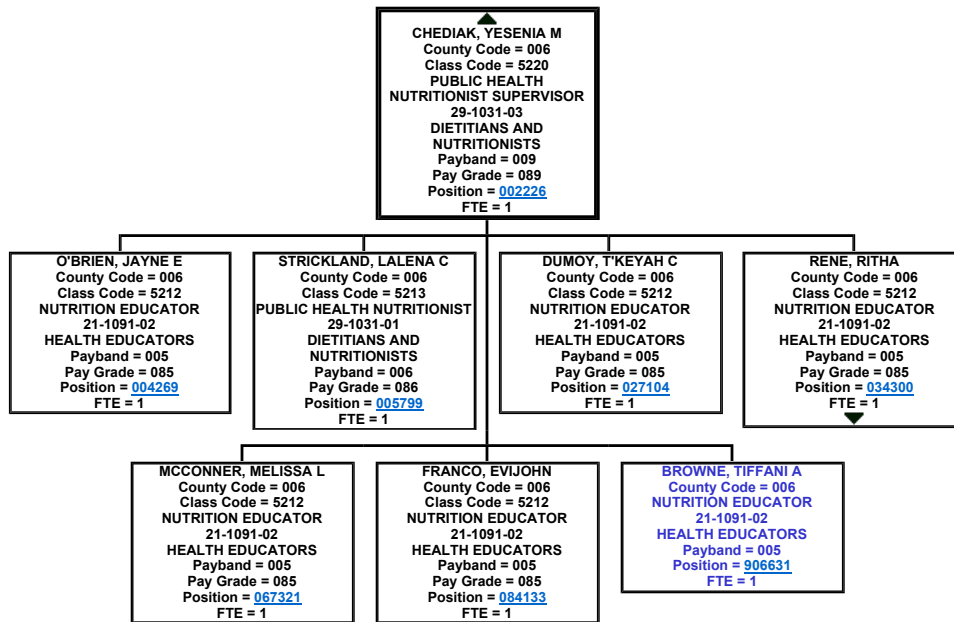 CHEDIAK, YESENIA M
County Code = 006
Class Code = 5220
PUBLIC HEALTH
NUTRITIONIST SUPERVISOR
29-1031-03
DIETITIANS AND
NUTRITIONISTS
Payband = 009
Pay Grade = 089
Position = 002226
FTE = 1
O'BRIEN, JAYNE E
County Code = 006
Class Code = 5212
NUTRITION EDUCATOR
21-1091-02
HEALTH EDUCATORS
Payband = 005
Pay Grade = 085
Position = 004269
FTE = 1
STRICKLAND, LALENA C
County Code = 006
Class Code = 5213
PUBLIC HEALTH NUTRITIONIST
29-1031-01
DIETITIANS AND
NUTRITIONISTS
Payband = 006
Pay Grade = 086
Position = 005799
FTE = 1
DUMOY, T'KEYAH C
County Code = 006
Class Code = 5212
NUTRITION EDUCATOR
21-1091-02
HEALTH EDUCATORS
Payband = 005
Pay Grade = 085
Position = 027104
FTE = 1
RENE, RITHA
County Code = 006
Class Code = 5212
NUTRITION EDUCATOR
21-1091-02
HEALTH EDUCATORS
Payband = 005
Pay Grade = 085
Position = 034300
FTE = 1
MCCONNER, MELISSA L
County Code = 006
Class Code = 5212
NUTRITION EDUCATOR
21-1091-02
HEALTH EDUCATORS
Payband = 005
Pay Grade = 085
Position = 067321
FTE = 1
FRANCO, EVIJOHN
County Code = 006
Class Code = 5212
NUTRITION EDUCATOR
21-1091-02
HEALTH EDUCATORS
Payband = 005
Pay Grade = 085
Position = 084133
FTE = 1
BROWNE, TIFFANI A
County Code = 006
NUTRITION EDUCATOR
21-1091-02
HEALTH EDUCATORS
Payband = 005
Position = 906631
FTE = 1